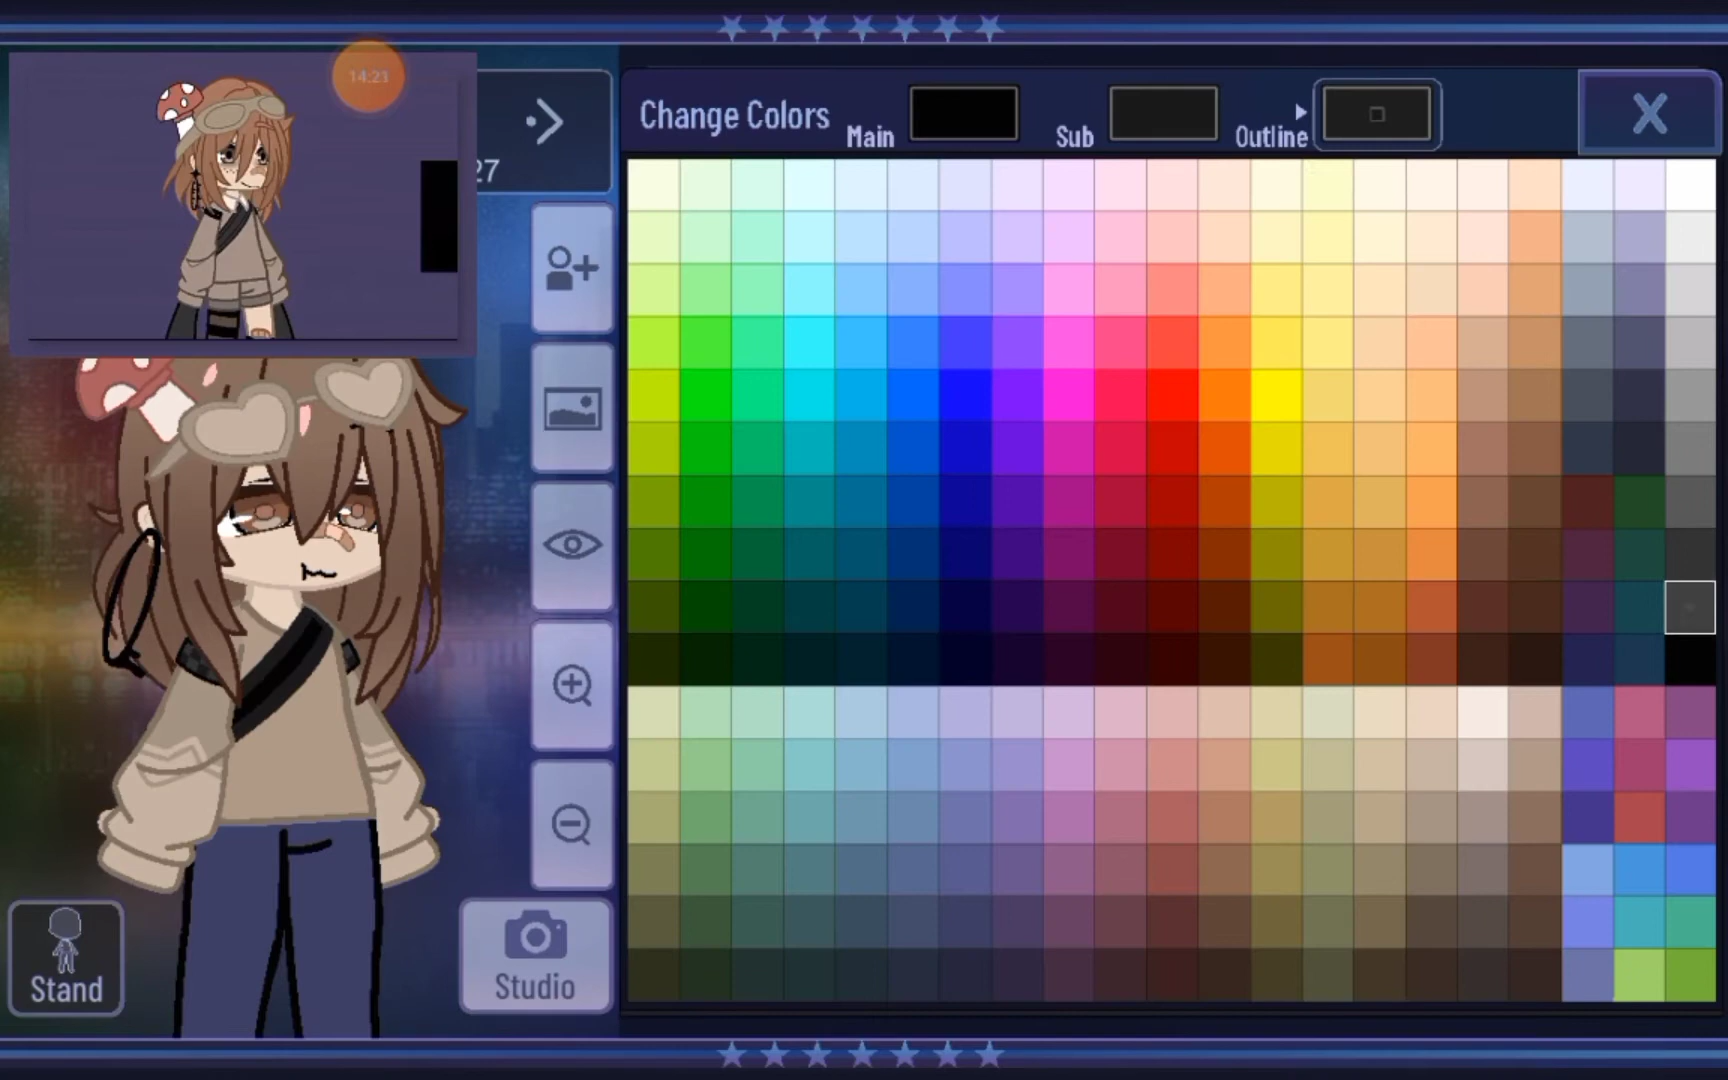 14:23
27
Change Colors
Main
Sub
Outline
X
Stand
Studio